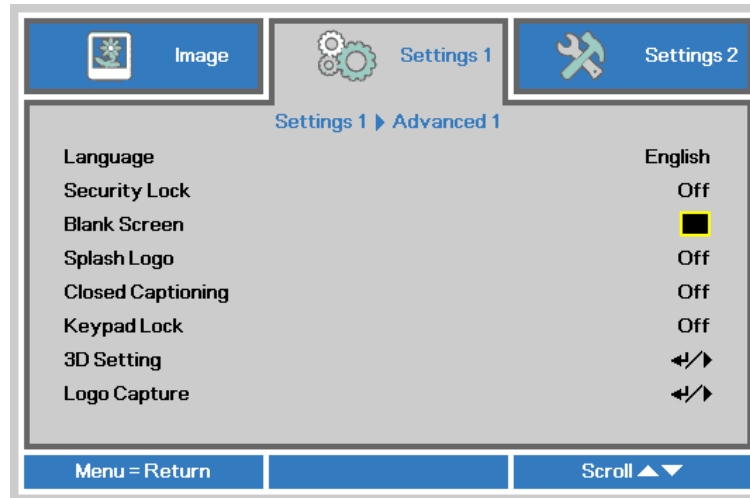 Image
Settings 1
Settings 2
Settings 1 ▶ Advanced 1
Language English
Security Lock Off
Blank Screen
Splash Logo Off
Closed Captioning Off
Keypad Lock Off
3D Setting ↵/▶
Logo Capture ↵/▶
Menu = Return
Scroll ▲▼